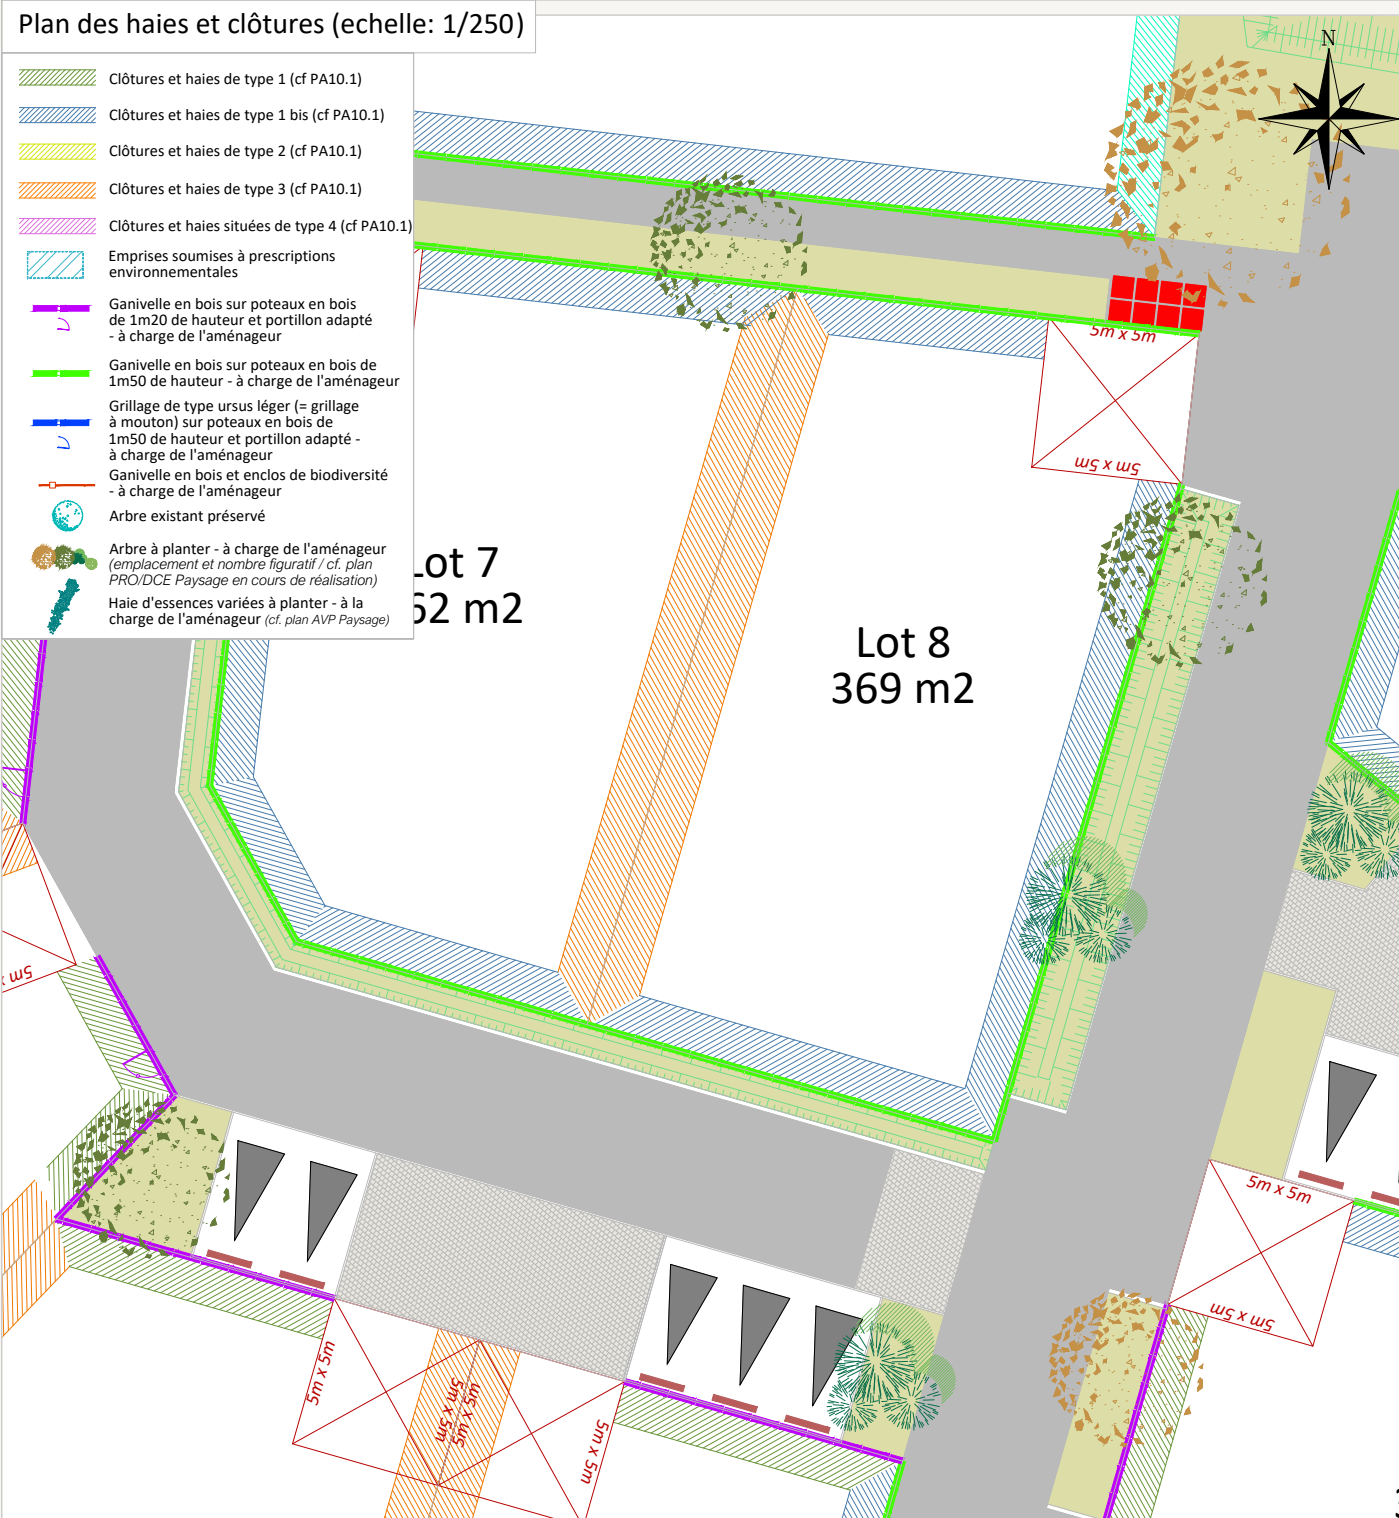 Plan des haies et clôtures (echelle: 1/250)
Clôtures et haies de type 1 (cf PA10.1)
Clôtures et haies de type 1 bis (cf PA10.1)
Clôtures et haies de type 2 (cf PA10.1)
Clôtures et haies de type 3 (cf PA10.1)
Clôtures et haies situées de type 4 (cf PA10.1)
Emprises soumises à prescriptions
environnementales
Ganivelle en bois sur poteaux en bois
de 1m20 de hauteur et portillon adapté
- à charge de l'aménageur
Ganivelle en bois sur poteaux en bois de
1m50 de hauteur - à charge de l'aménageur
Grillage de type ursus léger (= grillage
à mouton) sur poteaux en bois de
1m50 de hauteur et portillon adapté -
à charge de l'aménageur
Ganivelle en bois et enclos de biodiversité
- à charge de l'aménageur
Arbre existant préservé
Arbre à planter - à charge de l'aménageur
(emplacement et nombre figuratif / cf. plan
PRO/DCE Paysage en cours de réalisation)
Haie d'essences variées à planter - à la
charge de l'aménageur (cf. plan AVP Paysage)
N
5m x 5m
5m x 5m
Lot 7
62 m2
Lot 8
369 m2
5m
5m x 5m
5m x 5m
5m x 5m
5m x 5m
5m x 5m
5m x 5m